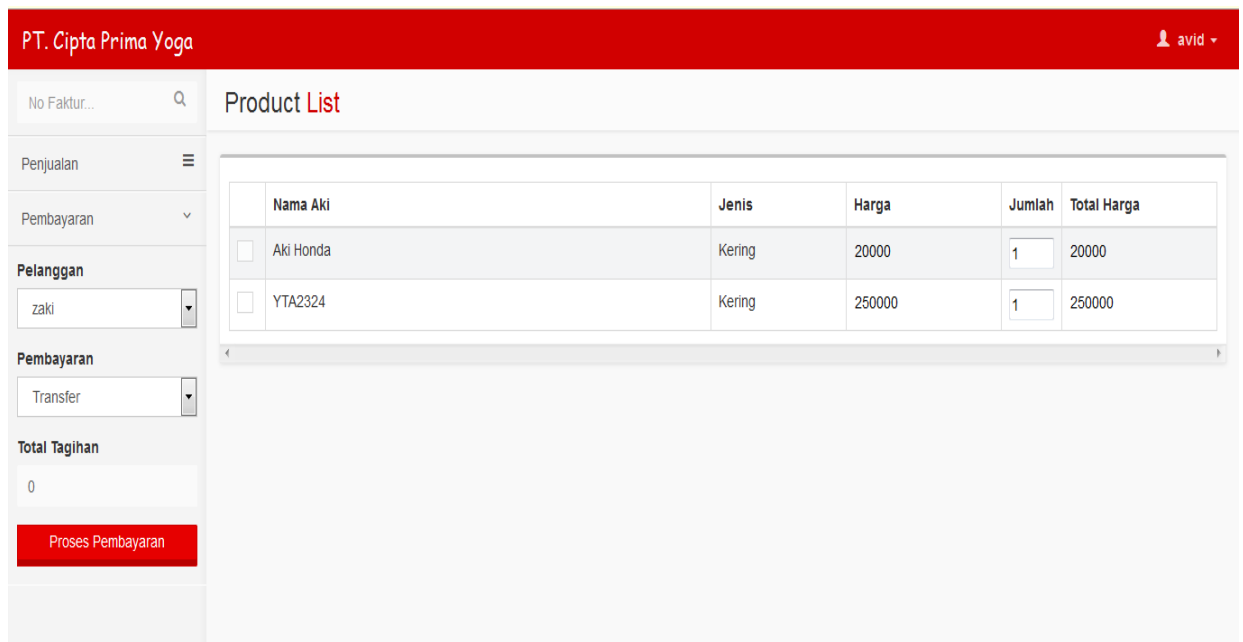 PT. Cipta Prima Yoga
avid
No Faktur...
Penjualan
Pembayaran
Pelanggan
zaki
Pembayaran
Transfer
Total Tagihan
0
Proses Pembayaran
Product List
Nama Aki Jenis Harga Jumlah Total Harga
Aki Honda Kering 20000 1 20000
YTA2324 Kering 250000 1 250000